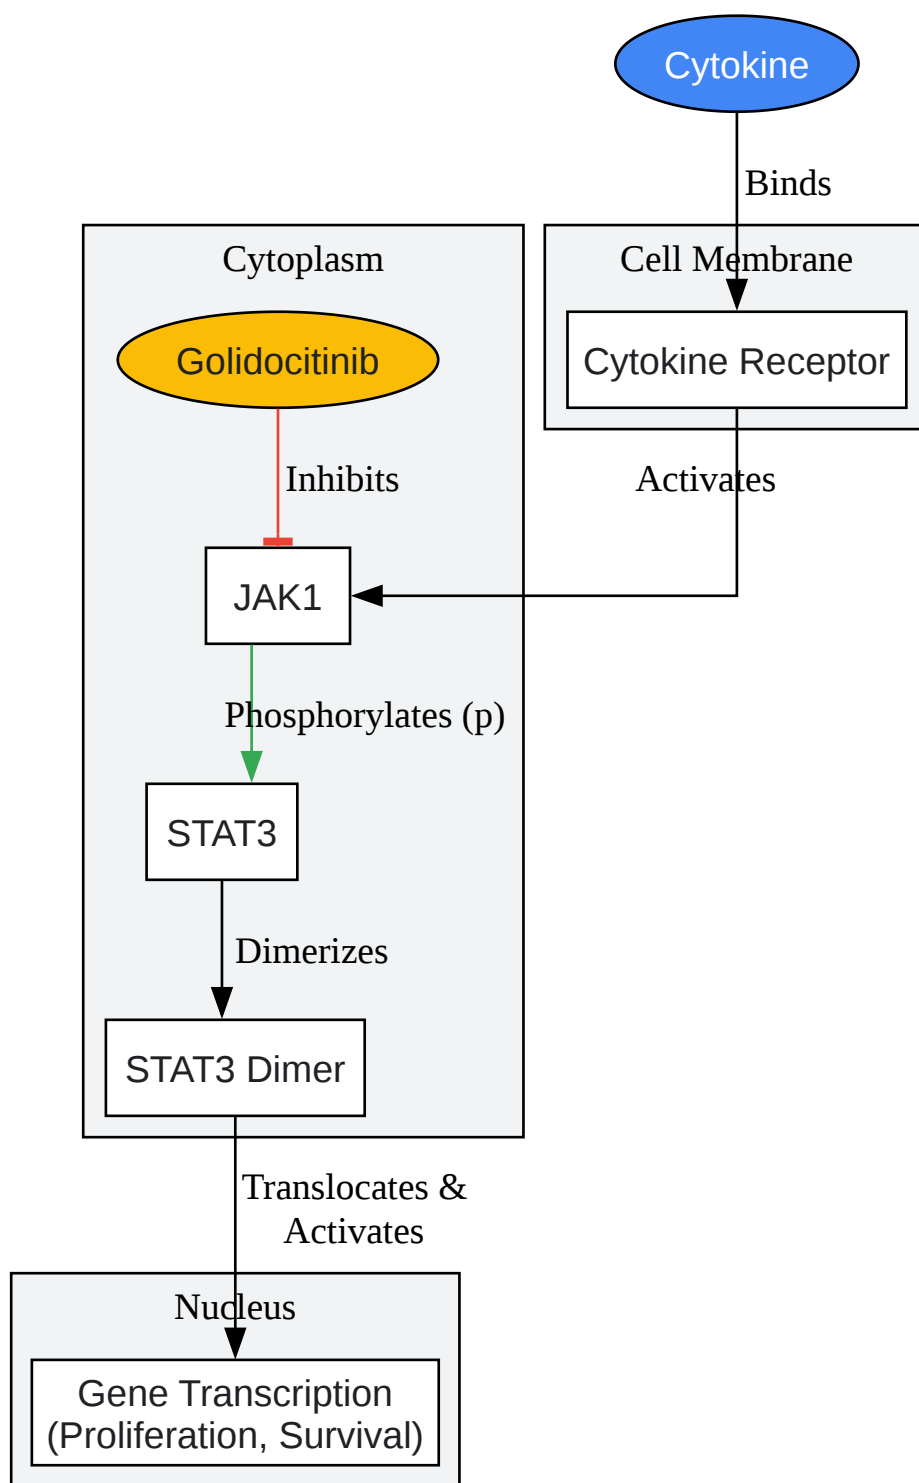 Cytokine
Binds
Cytoplasm
Cell Membrane
Golidocitinib
Cytokine Receptor
Inhibits
Activates
JAK1
Phosphorylates (p)
STAT3
Dimerizes
STAT3 Dimer
Translocates &
Activates
Nucleus
Gene Transcription
(Proliferation, Survival)